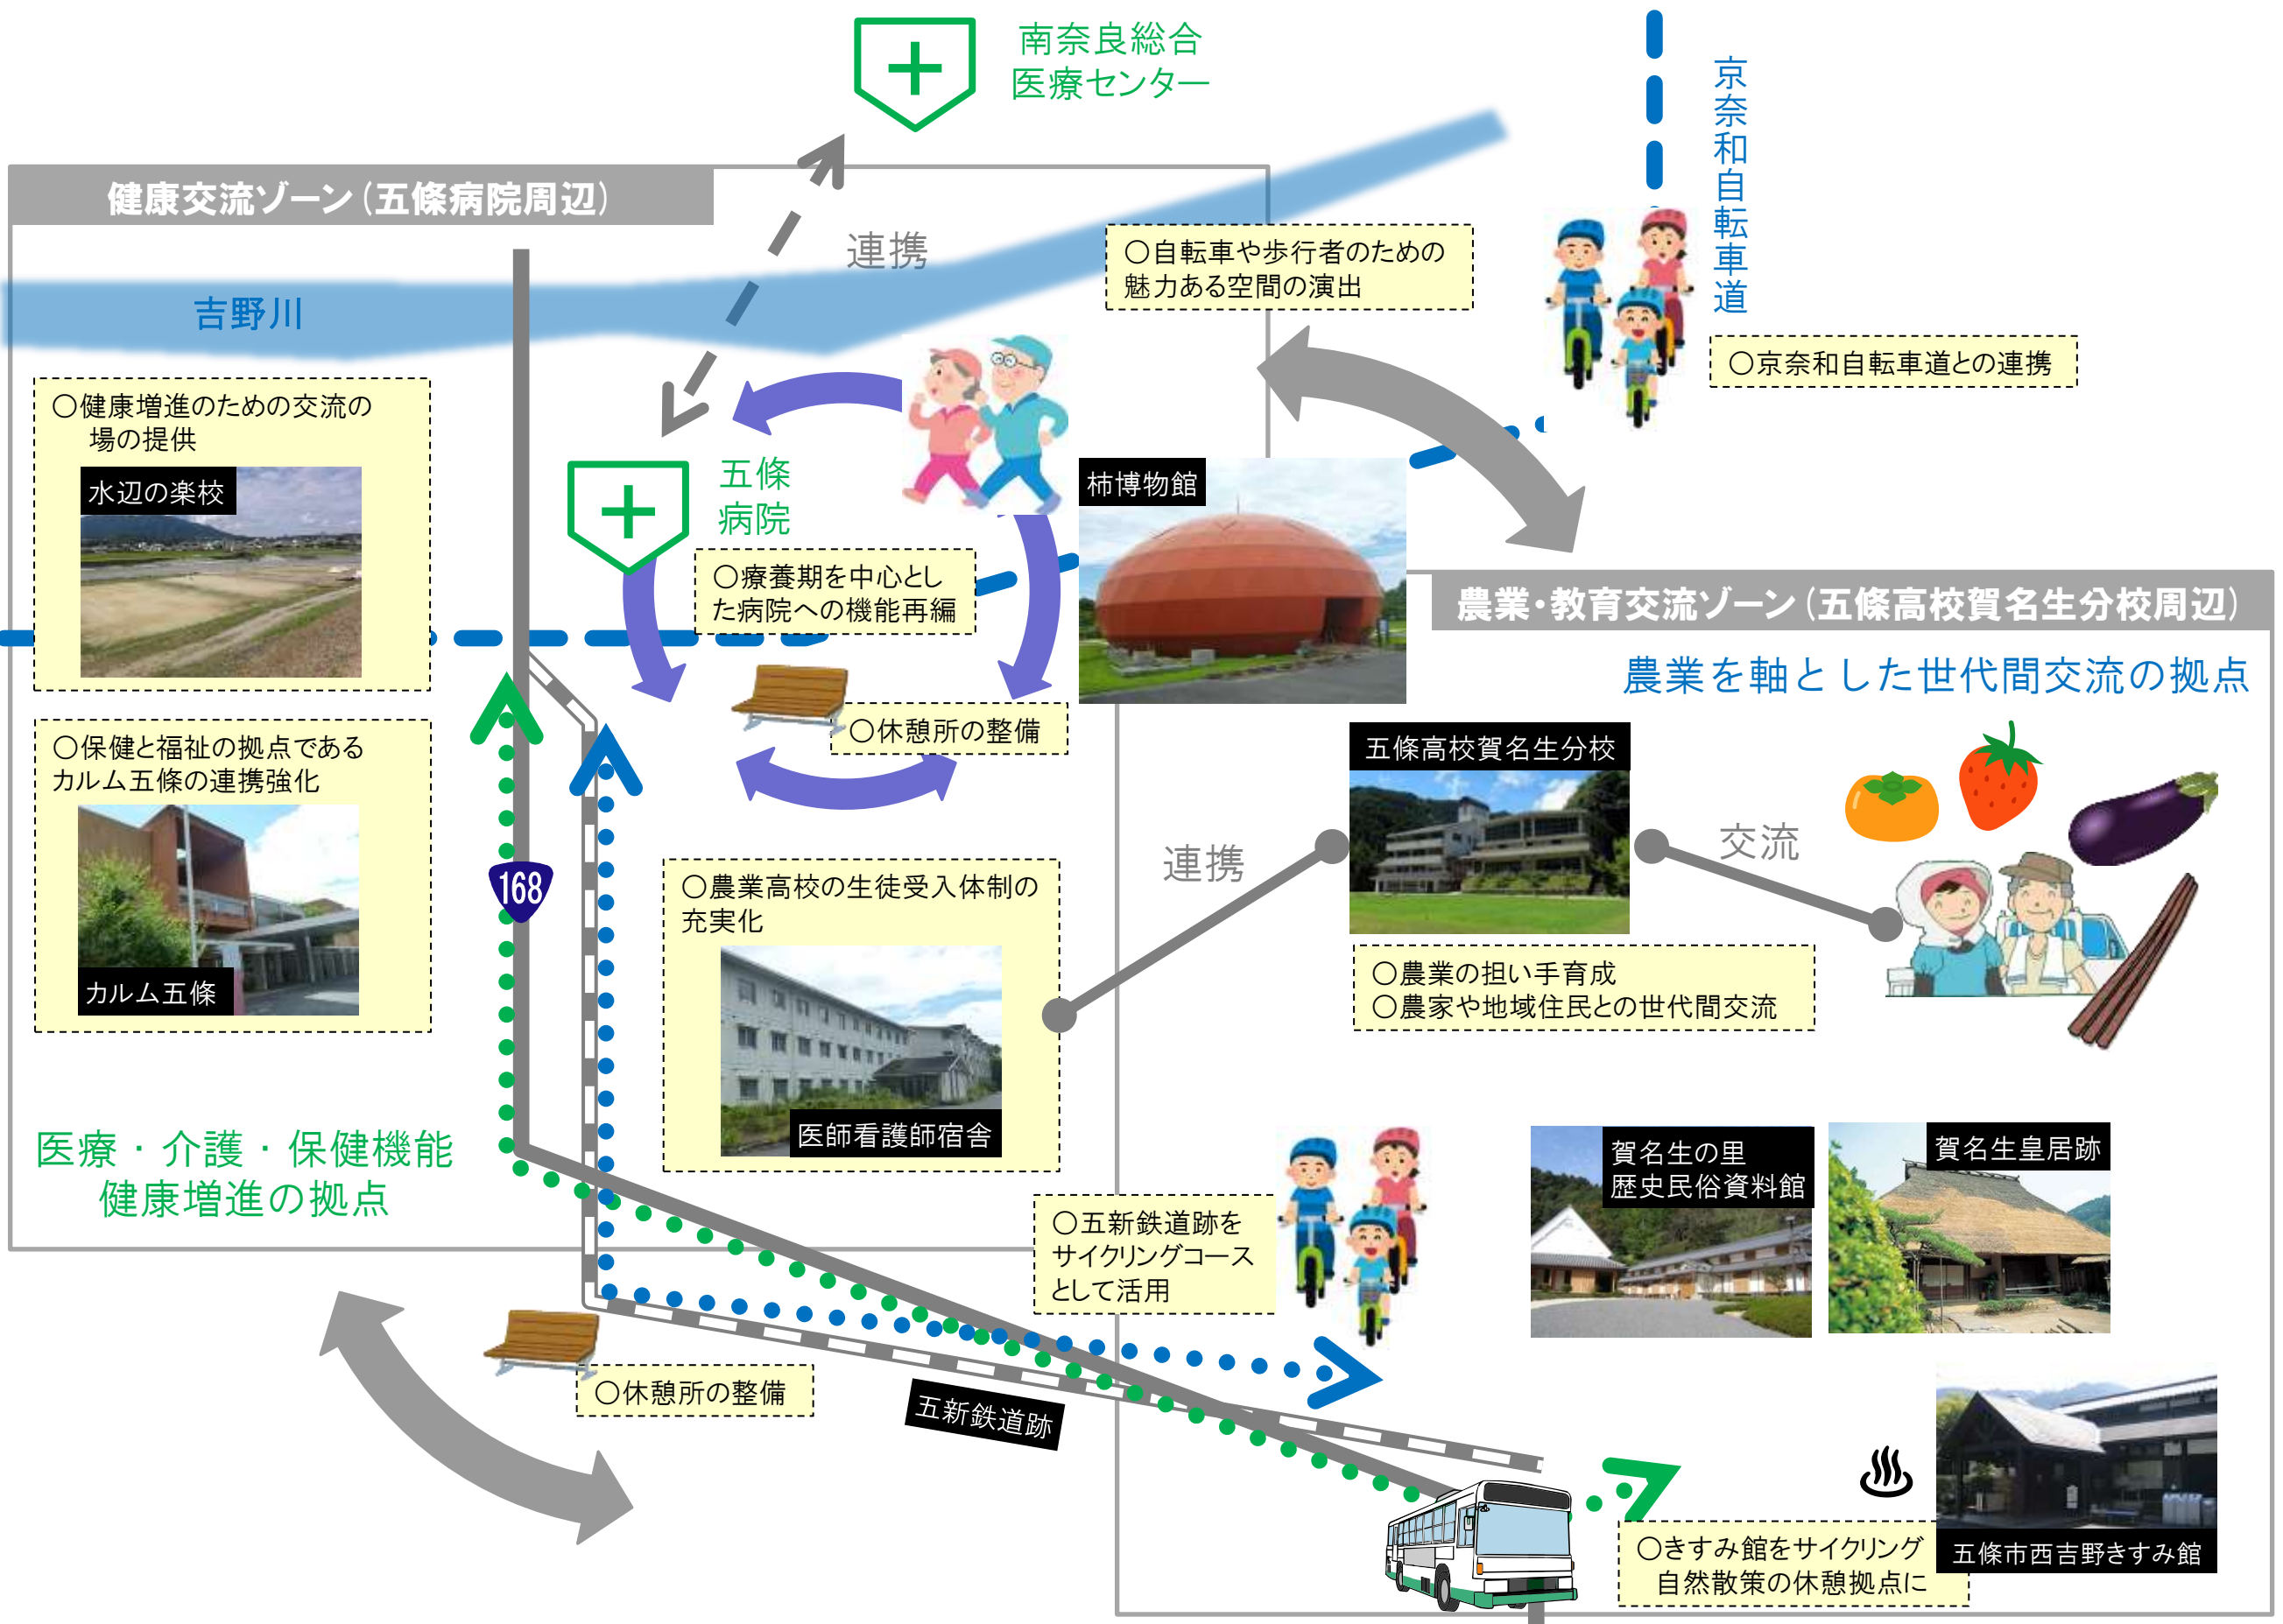 南奈良総合
医療センター
京奈和自転車道
健康交流ゾーン(五條病院周辺)
連携
○自転車や歩行者のための
魅力ある空間の演出
吉野川
○京奈和自転車道との連携
○健康増進のための交流の
場の提供
水辺の楽校
五條
病院
柿博物館
○療養期を中心とし
た病院への機能再編
農業・教育交流ゾーン(五條高校賀名生分校周辺)
農業を軸とした世代間交流の拠点
○休憩所の整備
○保健と福祉の拠点である
カルム五條の連携強化
カルム五條
168
五條高校賀名生分校
連携
交流
○農業高校の生徒受入体制の
充実化
医師看護師宿舎
○農業の担い手育成
○農家や地域住民との世代間交流
医療・介護・保健機能
健康増進の拠点
賀名生の里
歴史民俗資料館
賀名生皇居跡
○五新鉄道跡を
サイクリングコース
として活用
○休憩所の整備
五新鉄道跡
○きすみ館をサイクリング
自然散策の休憩拠点に
五條市西吉野きすみ館